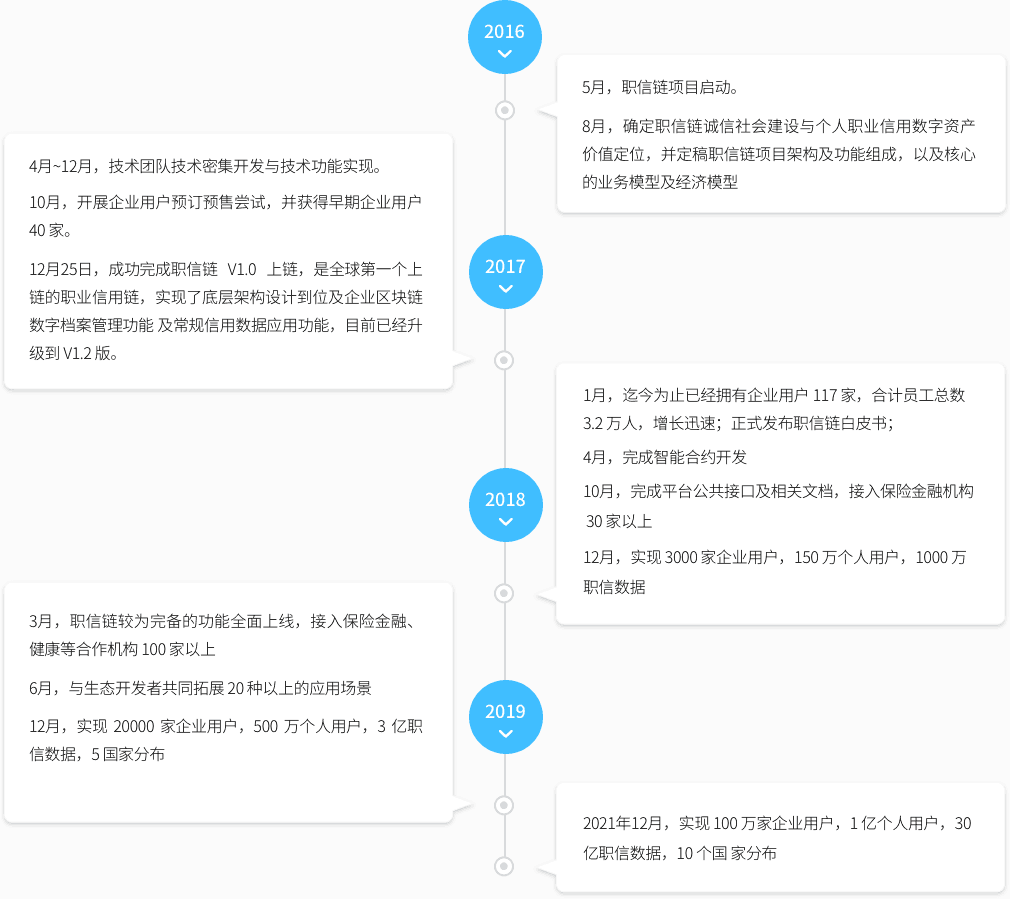 2016
5月，职信链项目启动。
8月，确定职信链诚信社会建设与个人职业信用数字资产
价值定位，并定稿职信链项目架构及功能组成，以及核心
的业务模型及经济模型
4月~12月，技术团队技术密集开发与技术功能实现。
10月，开展企业用户预订预售尝试，并获得早期企业用户
40 家。
12月25日，成功完成职信链 V1.0 上链，是全球第一个上
链的职业信用链，实现了底层架构设计到位及企业区块链
数字档案管理功能 及常规信用数据应用功能，目前已经升
级到 V1.2 版。
2017
1月，迄今为止已经拥有企业用户 117 家，合计员工总数
3.2 万人，增长迅速；正式发布职信链白皮书；
4月，完成智能合约开发
10月，完成平台公共接口及相关文档，接入保险金融机构
30 家以上
12月，实现 3000 家企业用户，150 万个人用户，1000 万
职信数据
2018
3月，职信链较为完备的功能全面上线，接入保险金融、
健康等合作机构 100 家以上
6月，与生态开发者共同拓展 20 种以上的应用场景
12月，实现 20000 家企业用户，500 万个人用户，3 亿职
信数据，5 国家分布
2019
2021年12月，实现 100 万家企业用户，1 亿个人用户，30
亿职信数据，10 个国 家分布